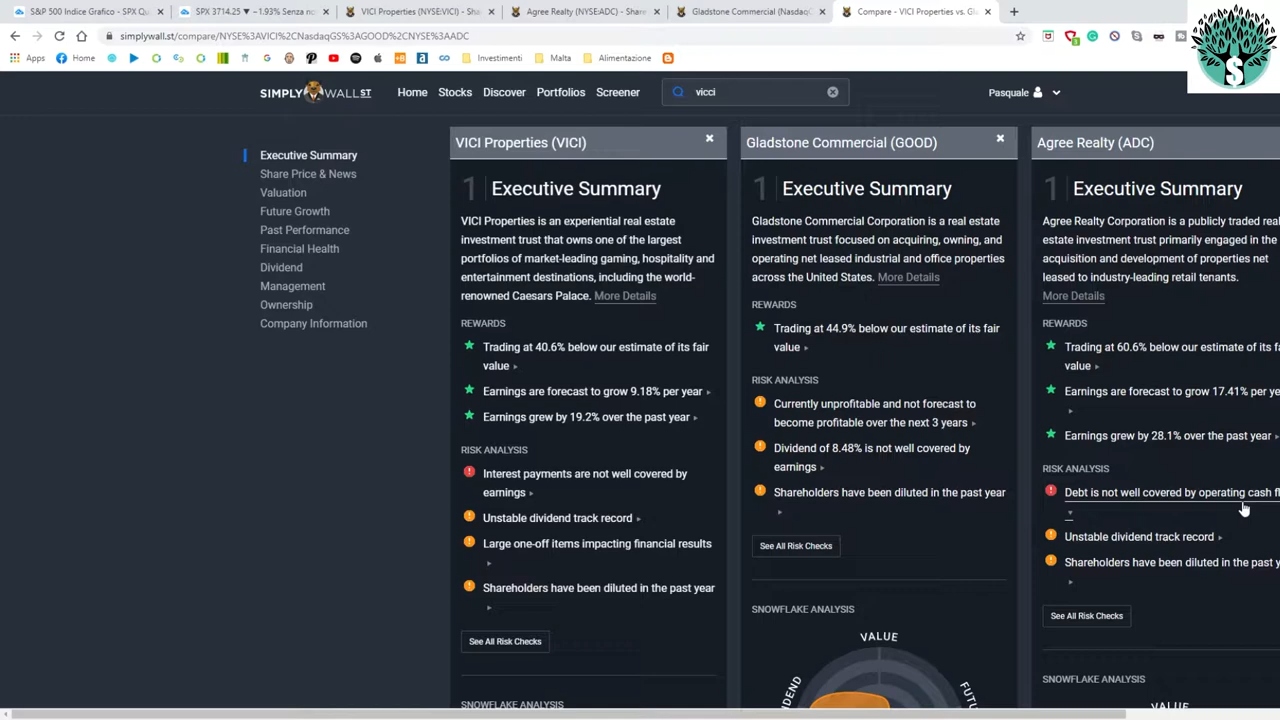 S&P 500 Indice Grafico - SPX Qu
SPX 3714.25 ▼ −1.93% Senza n
VICI Properties (NYSE:VICI) - Sha
Agree Realty (NYSE:ADC) - Share
Gladstone Commercial (Nasdaq
Compare - VICI Properties vs. Gl
simplywall.st/compare/NYSE%3AVICI%2CNasdaqGS%3AGOOD%2CNYSE%3AADC
Apps
Home
Investimenti
Malta
Alimentazione
SIMPLY WALL ST
Home
Stocks
Discover
Portfolios
Screener
vicci
Pasquale
Executive Summary
Share Price & News
Valuation
Future Growth
Past Performance
Financial Health
Dividend
Management
Ownership
Company Information
VICI Properties (VICI)
1 Executive Summary
VICI Properties is an experiential real estate
investment trust that owns one of the largest
portfolios of market-leading gaming, hospitality and
entertainment destinations, including the world-
renowned Caesars Palace. More Details
REWARDS
Trading at 40.6% below our estimate of its fair
value
Earnings are forecast to grow 9.18% per year
Earnings grew by 19.2% over the past year
RISK ANALYSIS
Interest payments are not well covered by
earnings
Unstable dividend track record
Large one-off items impacting financial results
Shareholders have been diluted in the past year
See All Risk Checks
SNOWFLAKE ANALYSIS
Gladstone Commercial (GOOD)
1 Executive Summary
Gladstone Commercial Corporation is a real estate
investment trust focused on acquiring, owning, and
operating net leased industrial and office properties
across the United States. More Details
REWARDS
Trading at 44.9% below our estimate of its fair
value
RISK ANALYSIS
Currently unprofitable and not forecast to
become profitable over the next 3 years
Dividend of 8.48% is not well covered by
earnings
Shareholders have been diluted in the past year
See All Risk Checks
SNOWFLAKE ANALYSIS
VALUE
DEND
FUTU
Agree Realty (ADC)
1 Executive Summary
Agree Realty Corporation is a publicly traded real
estate investment trust primarily engaged in the
acquisition and development of properties net
leased to industry-leading retail tenants.
More Details
REWARDS
Trading at 60.6% below our estimate of its fa
value
Earnings are forecast to grow 17.41% per ye
Earnings grew by 28.1% over the past year
RISK ANALYSIS
Debt is not well covered by operating cash fl
Unstable dividend track record
Shareholders have been diluted in the past y
See All Risk Checks
SNOWFLAKE ANALYSIS
VALUE
$